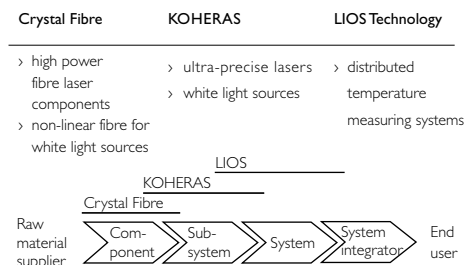 Crystal Fibre
KOHERAS
LIOS Technology
› high power
fibre laser
components
› non-linear fibre for
white light sources
› ultra-precise lasers
› white light sources
› distributed
temperature
measuring systems
LIOS
KOHERAS
Crystal Fibre
Raw
material
supplier
Com-
ponent
Sub-
system
System
System
integrator
End
user